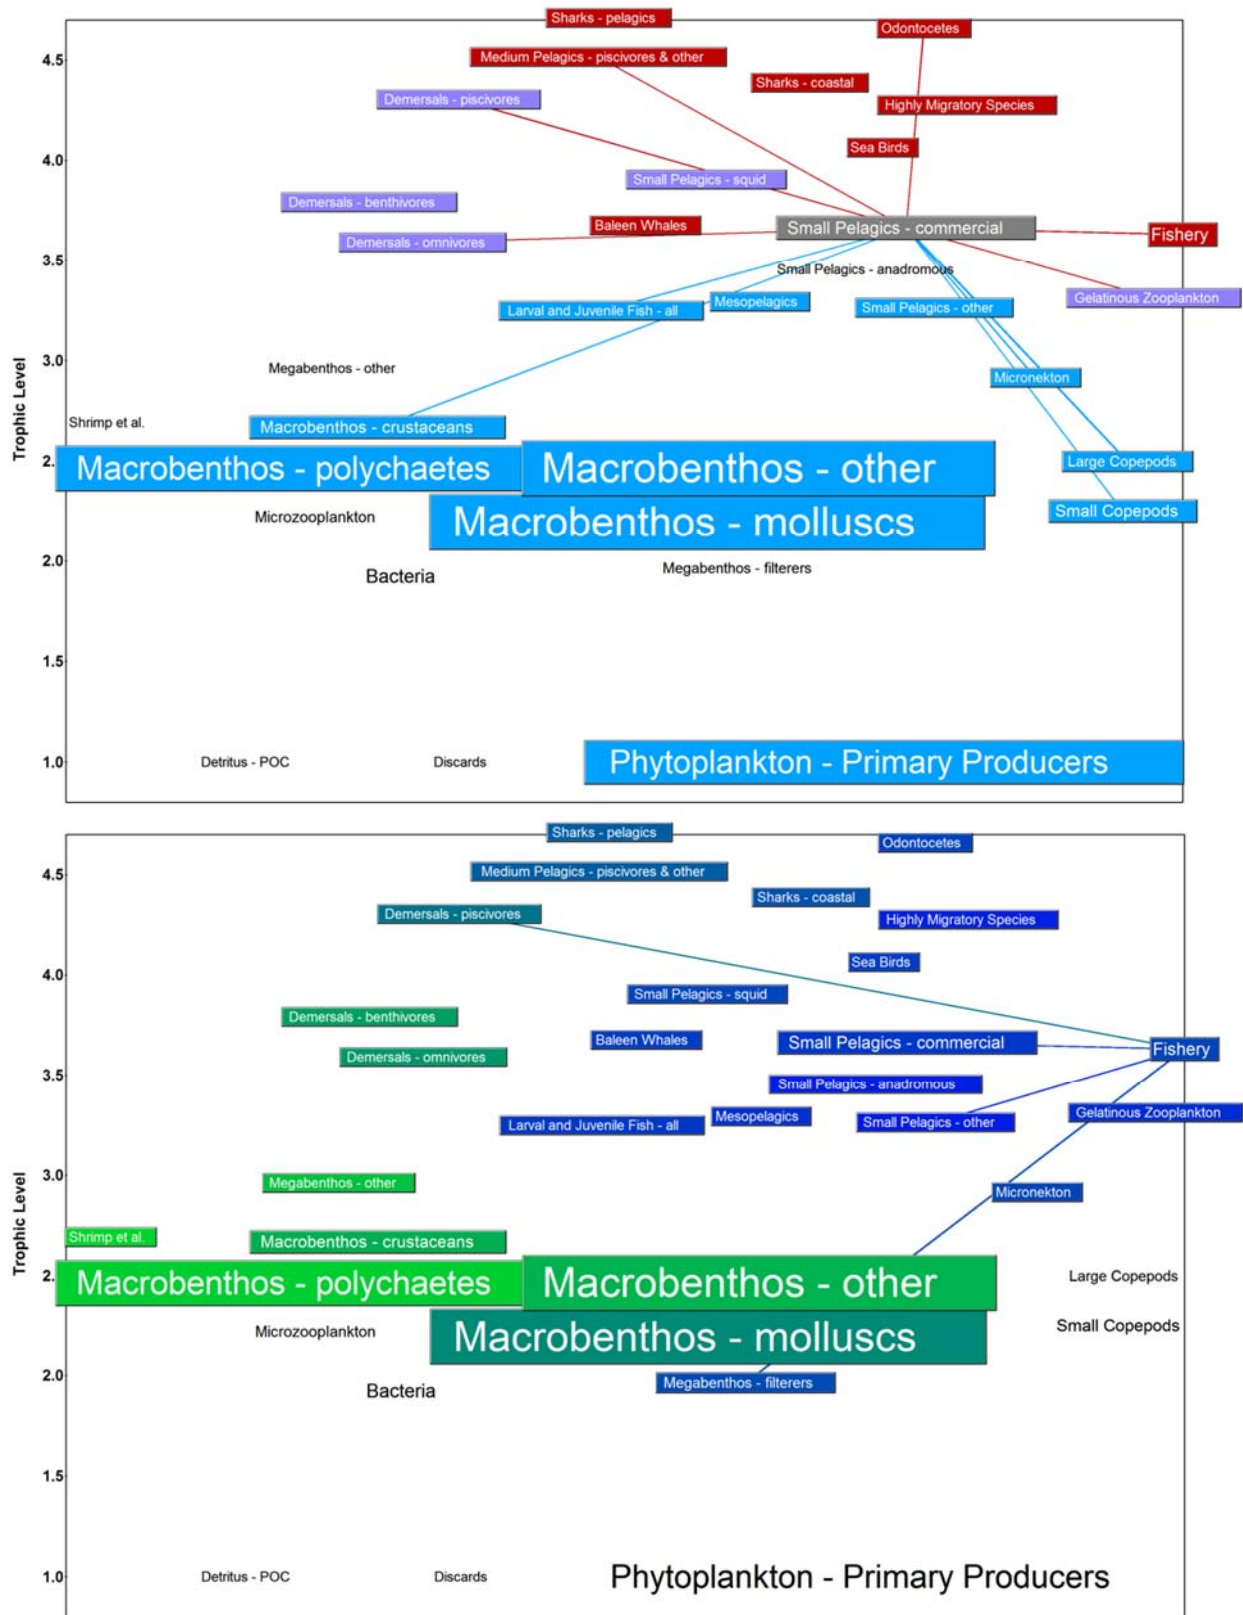 Sharks - pelagics
Odontocetes
4.5
Medium Pelagics - piscivores & other
Sharks - coastal
Demersals - piscivores
Highly Migratory Species
4.0
Sea Birds
Small Pelagics - squid
Demersals - benthivores
Baleen Whales
Small Pelagics - commercial
Fishery
Demersals - omnivores
3.5
Small Pelagics - anadromous
Gelatinous Zooplankton
Larval and Juvenile Fish - all
Mesopelagics
Small Pelagics - other
3.0
Megabenthos - other
Micronekton
Trophic Level
Shrimp et al.
Macrobenthos - crustaceans
2.
Macrobenthos - polychaetes
Macrobenthos - other
Large Copepods
Microzooplankton
Macrobenthos - molluscs
Small Copepods
2.0
Bacteria
Megabenthos - filterers
1.5
1.0
Detritus - POC
Discards
Phytoplankton - Primary Producers
Sharks - pelagics
Odontocetes
4.5
Medium Pelagics - piscivores & other
Sharks - coastal
Demersals - piscivores
Highly Migratory Species
4.0
Sea Birds
Small Pelagics - squid
Demersals - benthivores
Baleen Whales
Small Pelagics - commercial
Fishery
Demersals - omnivores
3.5
Small Pelagics - anadromous
Gelatinous Zooplankton
Larval and Juvenile Fish - all
Mesopelagics
Small Pelagics - other
3.0
Megabenthos - other
Micronekton
Trophic Level
Shrimp et al.
Macrobenthos - crustaceans
2.
Macrobenthos - polychaetes
Macrobenthos - other
Large Copepods
Microzooplankton
Macrobenthos - molluscs
Small Copepods
2.0
Bacteria
Megabenthos - filterers
1.5
1.0
Detritus - POC
Discards
Phytoplankton - Primary Producers